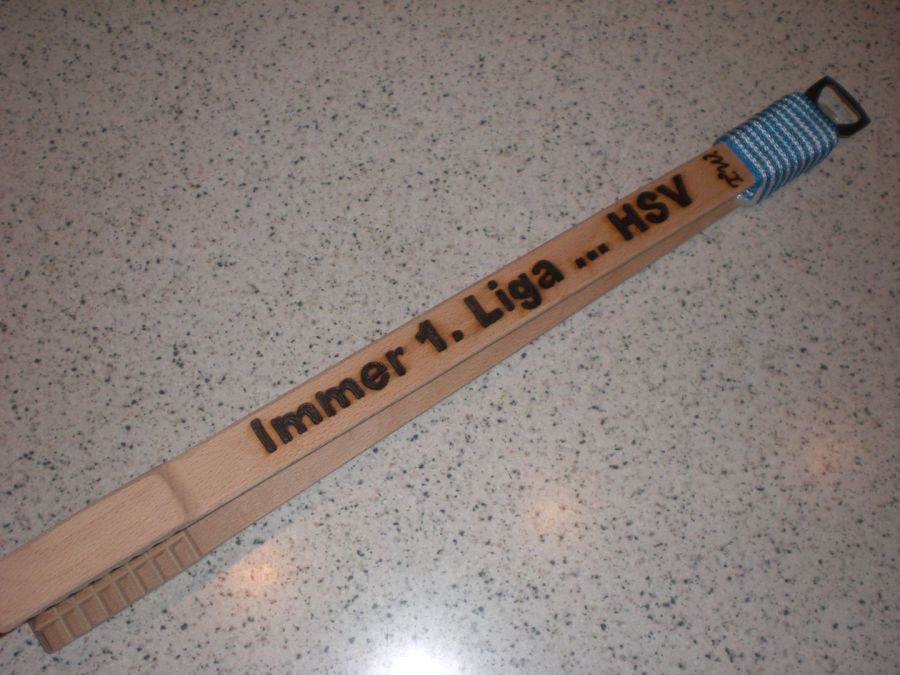 Immer 1. Liga ... HSV